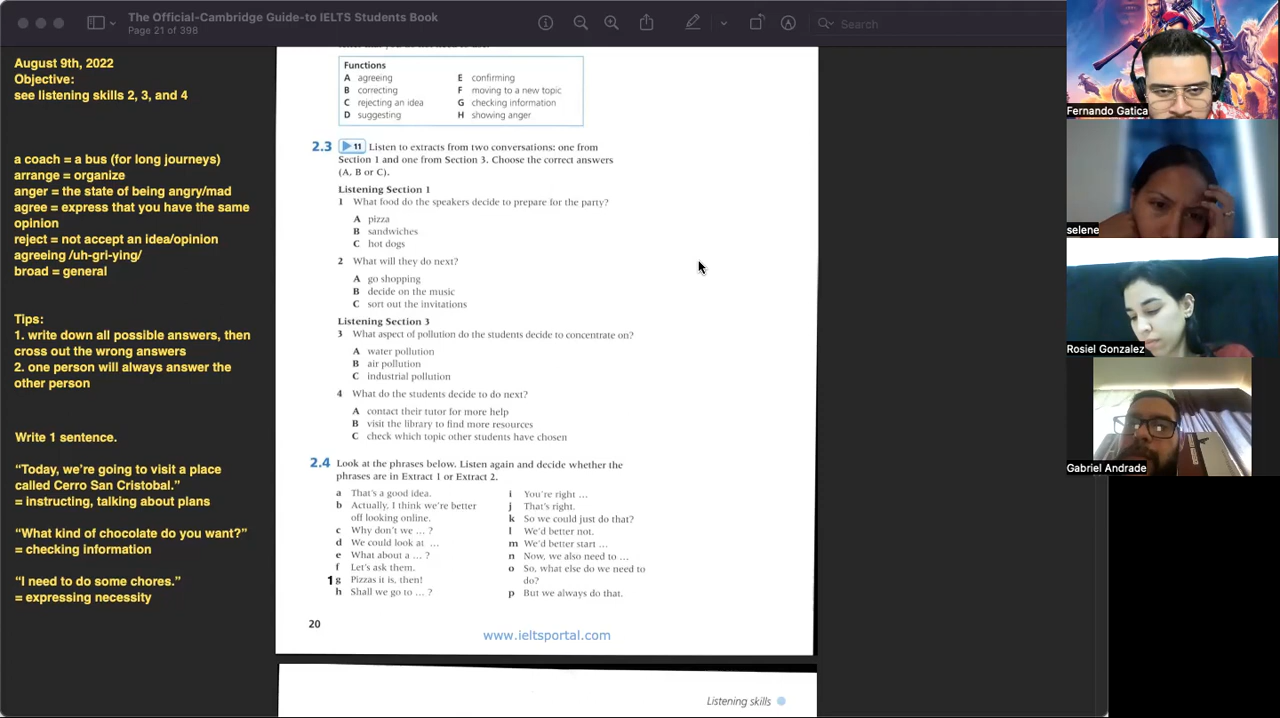 The Official-Cambridge Guide-to IELTS Students Book
Page 21 of 398
Search
August 9th, 2022
Objective:
see listening skills 2, 3, and 4
a coach = a bus (for long journeys)
arrange = organize
anger = the state of being angry/mad
agree = express that you have the same
opinion
reject = not accept an idea/opinion
agreeing /uh-gri-ying/
broad = general
Tips:
1. write down all possible answers, then
cross out the wrong answers
2. one person will always answer the
other person
Write 1 sentence.
“Today, we’re going to visit a place
called Cerro San Cristobal.”
= instructing, talking about plans
“What kind of chocolate do you want?”
= checking information
“I need to do some chores.”
= expressing necessity
Functions
A agreeing
B correcting
C rejecting an idea
D suggesting
E confirming
F moving to a new topic
G checking information
H showing anger
2.3 11 Listen to extracts from two conversations: one from
Section 1 and one from Section 3. Choose the correct answers
(A, B or C).
Listening Section 1
1 What food do the speakers decide to prepare for the party?
A pizza
B sandwiches
C hot dogs
2 What will they do next?
A go shopping
B decide on the music
C sort out the invitations
Listening Section 3
3 What aspect of pollution do the students decide to concentrate on?
A water pollution
B air pollution
C industrial pollution
4 What do the students decide to do next?
A contact their tutor for more help
B visit the library to find more resources
C check which topic other students have chosen
2.4 Look at the phrases below. Listen again and decide whether the
phrases are in Extract 1 or Extract 2.
a That's a good idea.
b Actually, I think we're better
off looking online.
c Why don't we ... ?
d We could look at ...
e What about a ... ?
f Let's ask them.
1 g Pizzas it is, then!
h Shall we go to ... ?
i You're right ...
j That's right.
k So we could just do that?
l We'd better not.
m We'd better start ...
n Now, we also need to ...
o So, what else do we need to
do?
p But we always do that.
20
www.ieltsportal.com
Listening skills
Fernando Gatica
selene
Rosiel Gonzalez
Gabriel Andrade